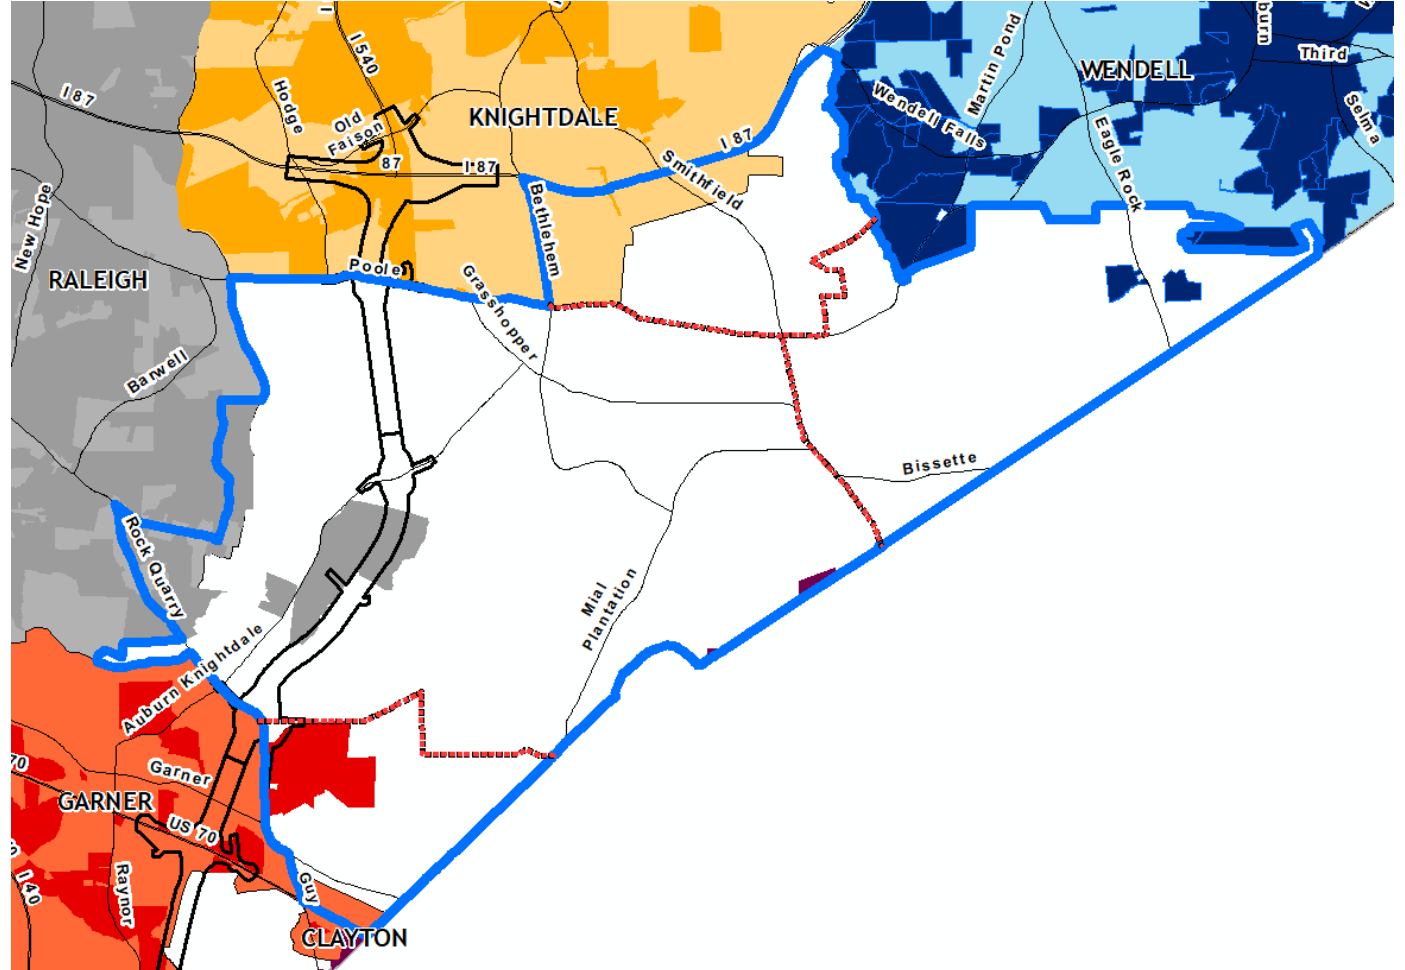 I
I 540
I 87
Hodge
Old
Faison
KNIGHTDALE
87
I 87
I 87
Smithfield
Bethlehem
Martin Pond
WENDELL
Wendell Falls
Eagle Rock
burn
Third
Selma
New Hope
RALEIGH
Poole
Grasshopper
Barwell
Bissette
Rock Quarry
Mial
Plantation
Auburn Knightdale
70
Garner
GARNER
US 70
I 40
Raynor
Guy
CLAYTON